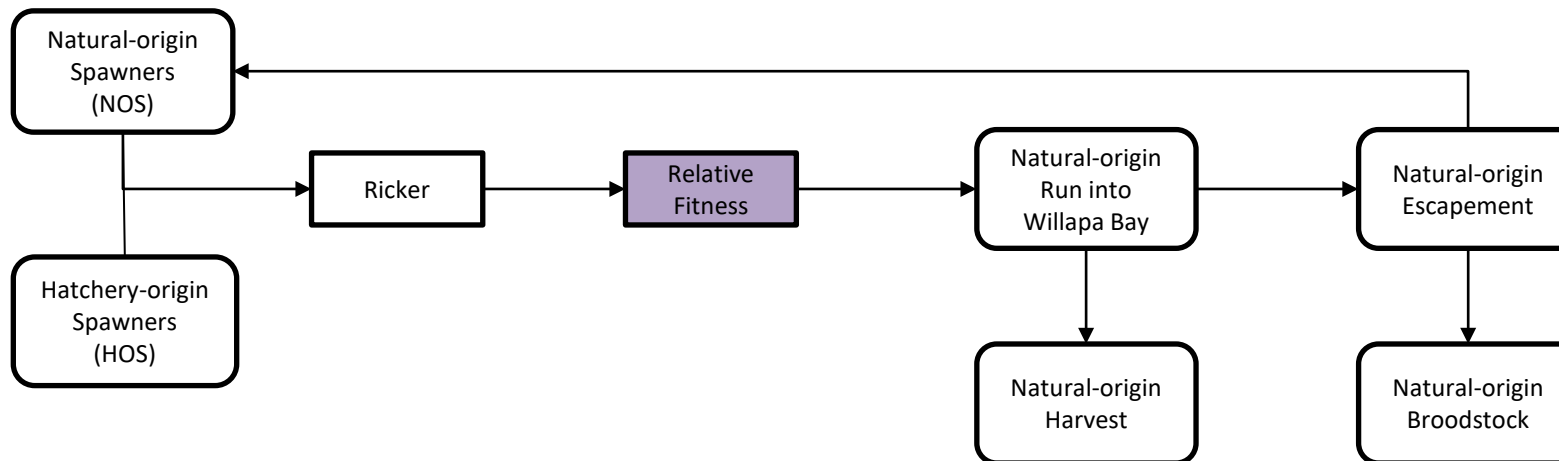 Natural-origin
Spawners
(NOS)
Ricker
Relative
Fitness
Natural-origin
Run into
Willapa Bay
Natural-origin
Escapement
Hatchery-origin
Spawners
(HOS)
Natural-origin
Harvest
Natural-origin
Broodstock